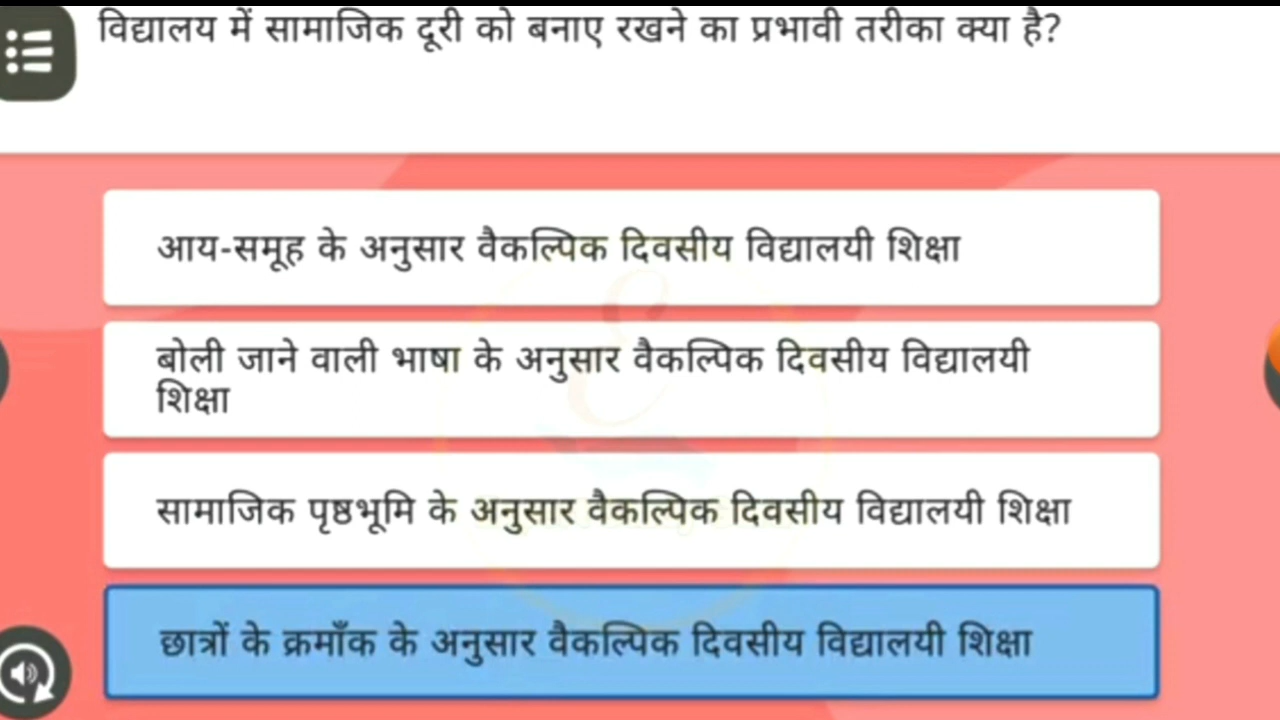 विद्यालय में सामाजिक दूरी को बनाए रखने का प्रभावी तरीका क्या है?
आय-समूह के अनुसार वैकल्पिक दिवसीय विद्यालयी शिक्षा
बोली जाने वाली भाषा के अनुसार वैकल्पिक दिवसीय विद्यालयी
शिक्षा
सामाजिक पृष्ठभूमि के अनुसार वैकल्पिक दिवसीय विद्यालयी शिक्षा
छात्रों के क्रमाँक के अनुसार वैकल्पिक दिवसीय विद्यालयी शिक्षा